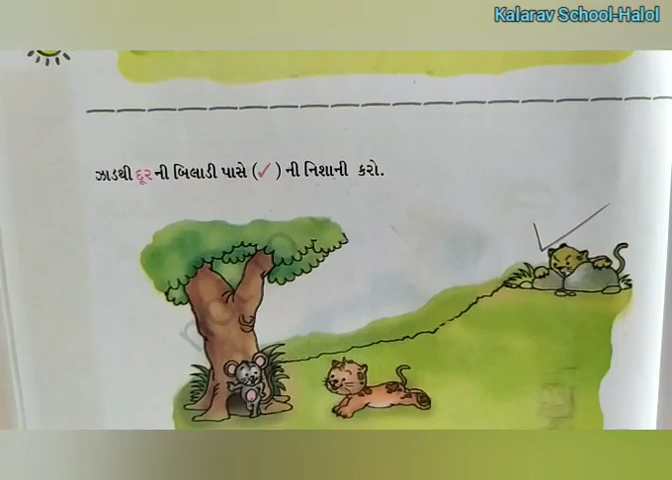 Kalarav School-Halol
ઝાડથી દૂર ની બિલાડી પાસે (✓) ની નિશાની કરો.